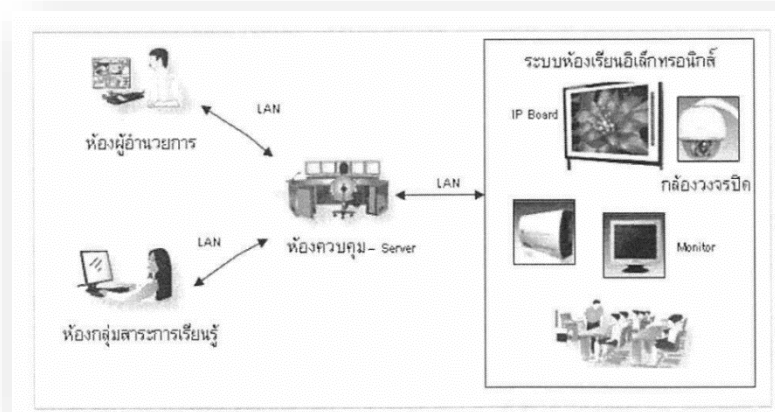 ระบบห้องเรียนอิเล็กทรอนิกส์
IP Board
LAN
ห้องผู้อำนวยการ
กล้องวงจรปิด
LAN
LAN
ห้องควบคุม - Server
Monitor
ห้องกลุ่มสาระการเรียนรู้